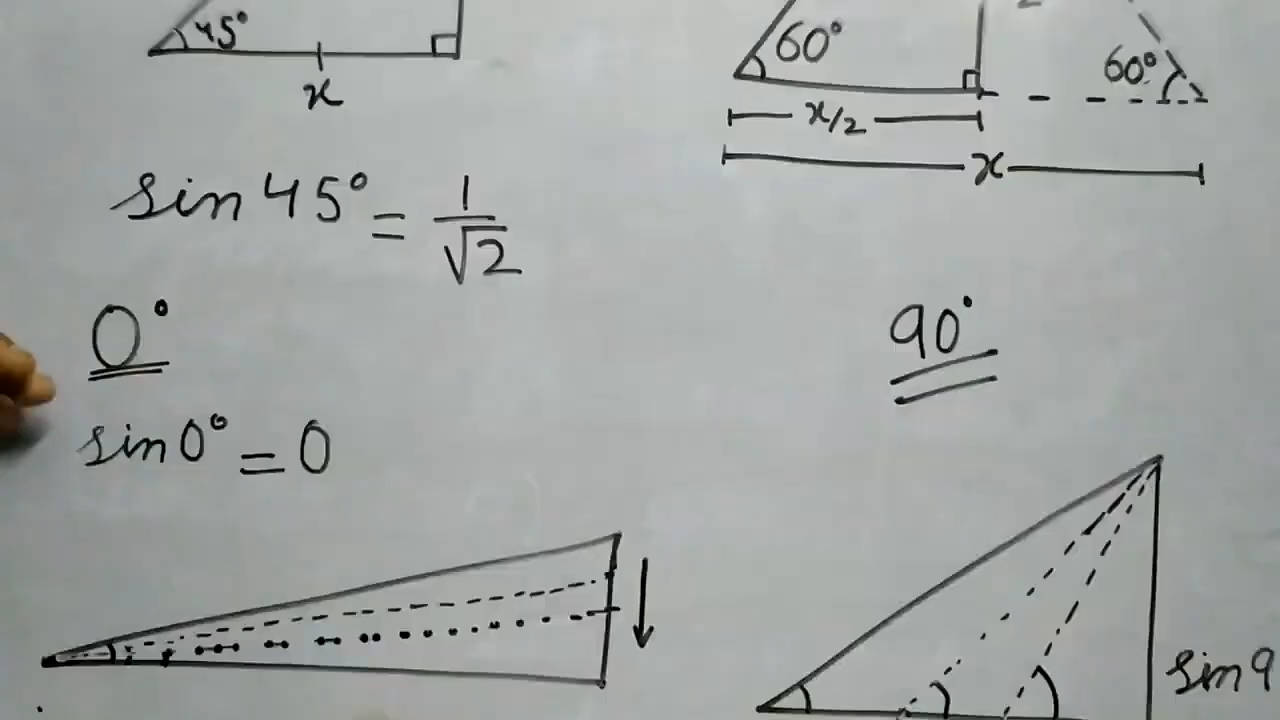 45°
x
60°
60°
x/2
x
sin 45° = 1/√2
0°
90°
sin 0° = 0
sin 9